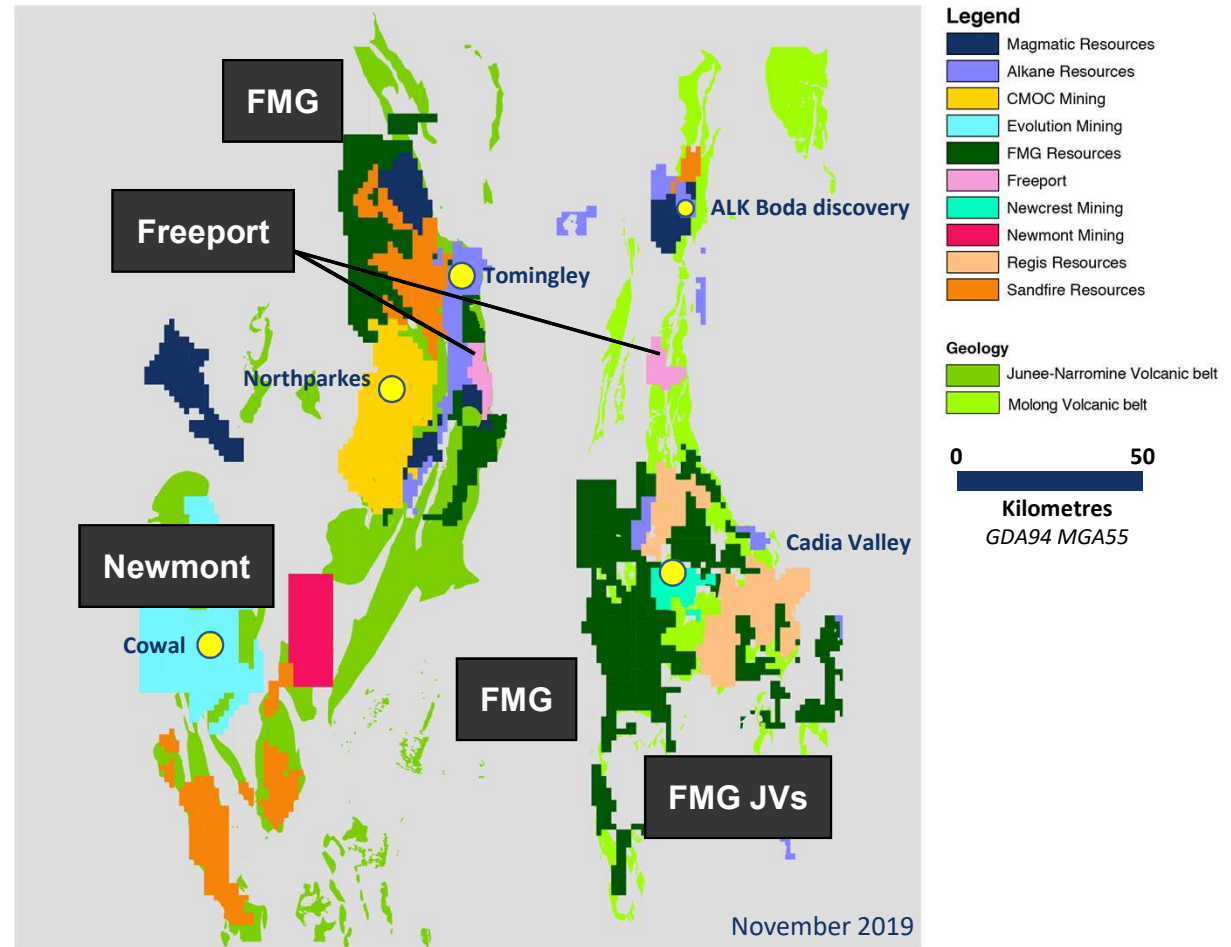 FMG
Freeport
ALK Boda discovery
Tomingley
Northparkes
Newmont
Cadia Valley
Cowal
FMG
FMG JVs
November 2019
Legend
Magmatic Resources
Alkane Resources
CMOC Mining
Evolution Mining
FMG Resources
Freeport
Newcrest Mining
Newmont Mining
Regis Resources
Sandfire Resources
Geology
Junee-Narromine Volcanic belt
Molong Volcanic belt
0 50
Kilometres
GDA94 MGA55